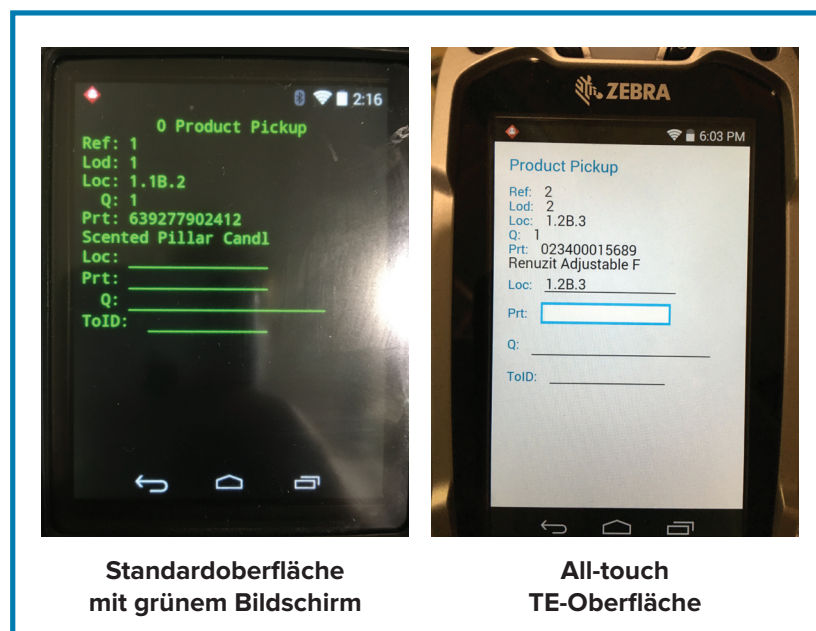 2:16
0 Product Pickup
Ref: 1
Lod: 1
Loc: 1.1B.2
Q: 1
Prt: 639277902412
Scented Pillar Candl
Loc:
Prt:
Q:
ToID:
Standardoberfläche
mit grünem Bildschirm
ZEBRA
6:03 PM
Product Pickup
Ref: 2
Lod: 2
Loc: 1.2B.3
Q: 1
Prt: 023400015689
Renuzit Adjustable F
Loc: 1.2B.3
Prt:
Q:
ToID:
All-touch
TE-Oberfläche